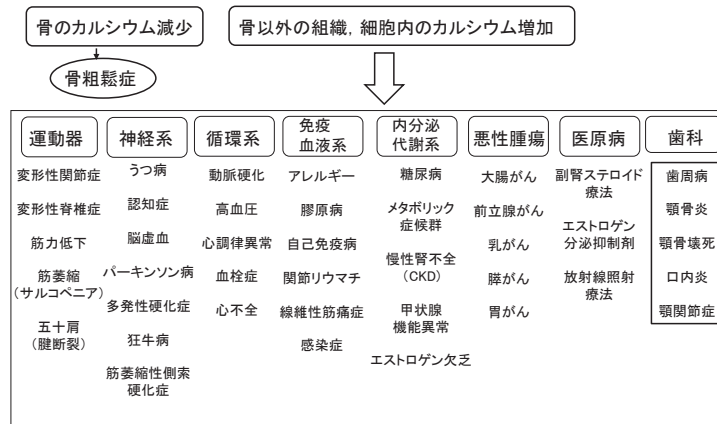 骨のカルシウム減少
骨粗鬆症
骨以外の組織，細胞内のカルシウム増加
運動器
変形性関節症
変形性脊椎症
筋力低下
筋萎縮
（サルコペニア）
五十肩
（腱断裂）
神経系
うつ病
認知症
脳虚血
パーキンソン病
多発性硬化症
狂牛病
筋萎縮性側索
硬化症
循環系
動脈硬化
高血圧
心調律異常
血栓症
心不全
免疫
血液系
アレルギー
膠原病
自己免疫病
関節リウマチ
線維性筋痛症
感染症
内分泌
代謝系
糖尿病
メタボリック
症候群
慢性腎不全
(CKD)
甲状腺
機能異常
エストロゲン欠乏
悪性腫瘍
大腸がん
前立腺がん
乳がん
膵がん
胃がん
医原病
副腎ステロイド
療法
エストロゲン
分泌抑制剤
放射線照射
療法
歯科
歯周病
顎骨炎
顎骨壊死
口内炎
顎関節症